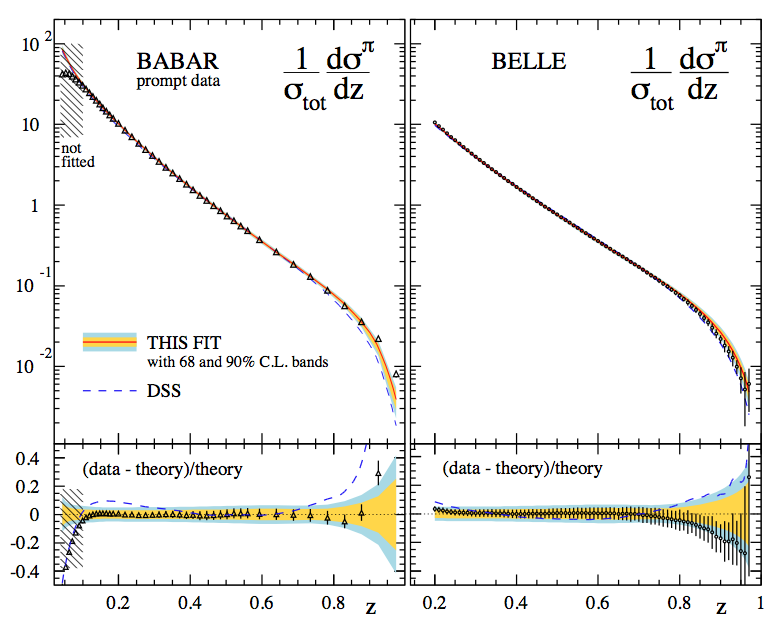 10 2
10
1
10 -1
10 -2
BABAR
prompt data
1 dσπ
σtot dz
not
fitted
THIS FIT
with 68 and 90% C.L. bands
DSS
BELLE
1 dσπ
σtot dz
(data - theory)/theory
(data - theory)/theory
0.4
0.2
0
-0.2
-0.4
0.2 0.4 0.6 0.8 z
0.2 0.4 0.6 0.8 z 1